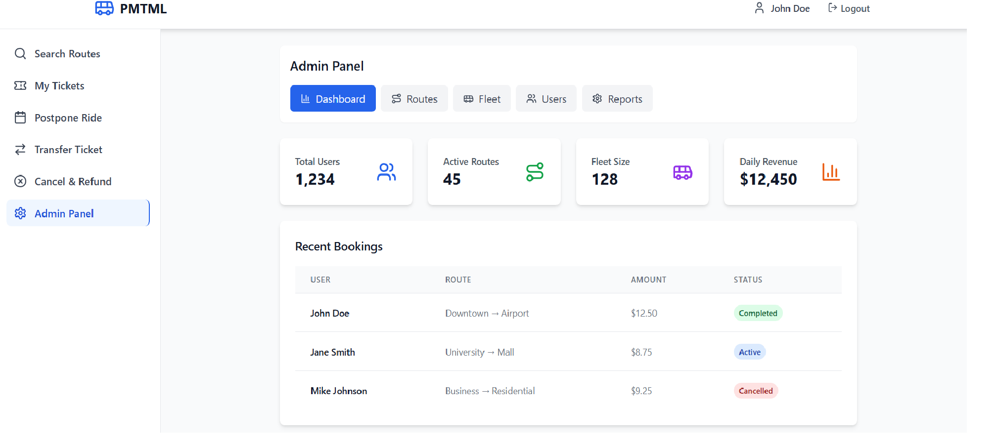 PMTML
John Doe
Logout
Search Routes
My Tickets
Postpone Ride
Transfer Ticket
Cancel & Refund
Admin Panel
Admin Panel
Dashboard
Routes
Fleet
Users
Reports
Total Users
1,234
Active Routes
45
Fleet Size
128
Daily Revenue
$12,450
Recent Bookings
USER ROUTE AMOUNT STATUS
John Doe Downtown → Airport $12.50 Completed
Jane Smith University → Mall $8.75 Active
Mike Johnson Business → Residential $9.25 Cancelled